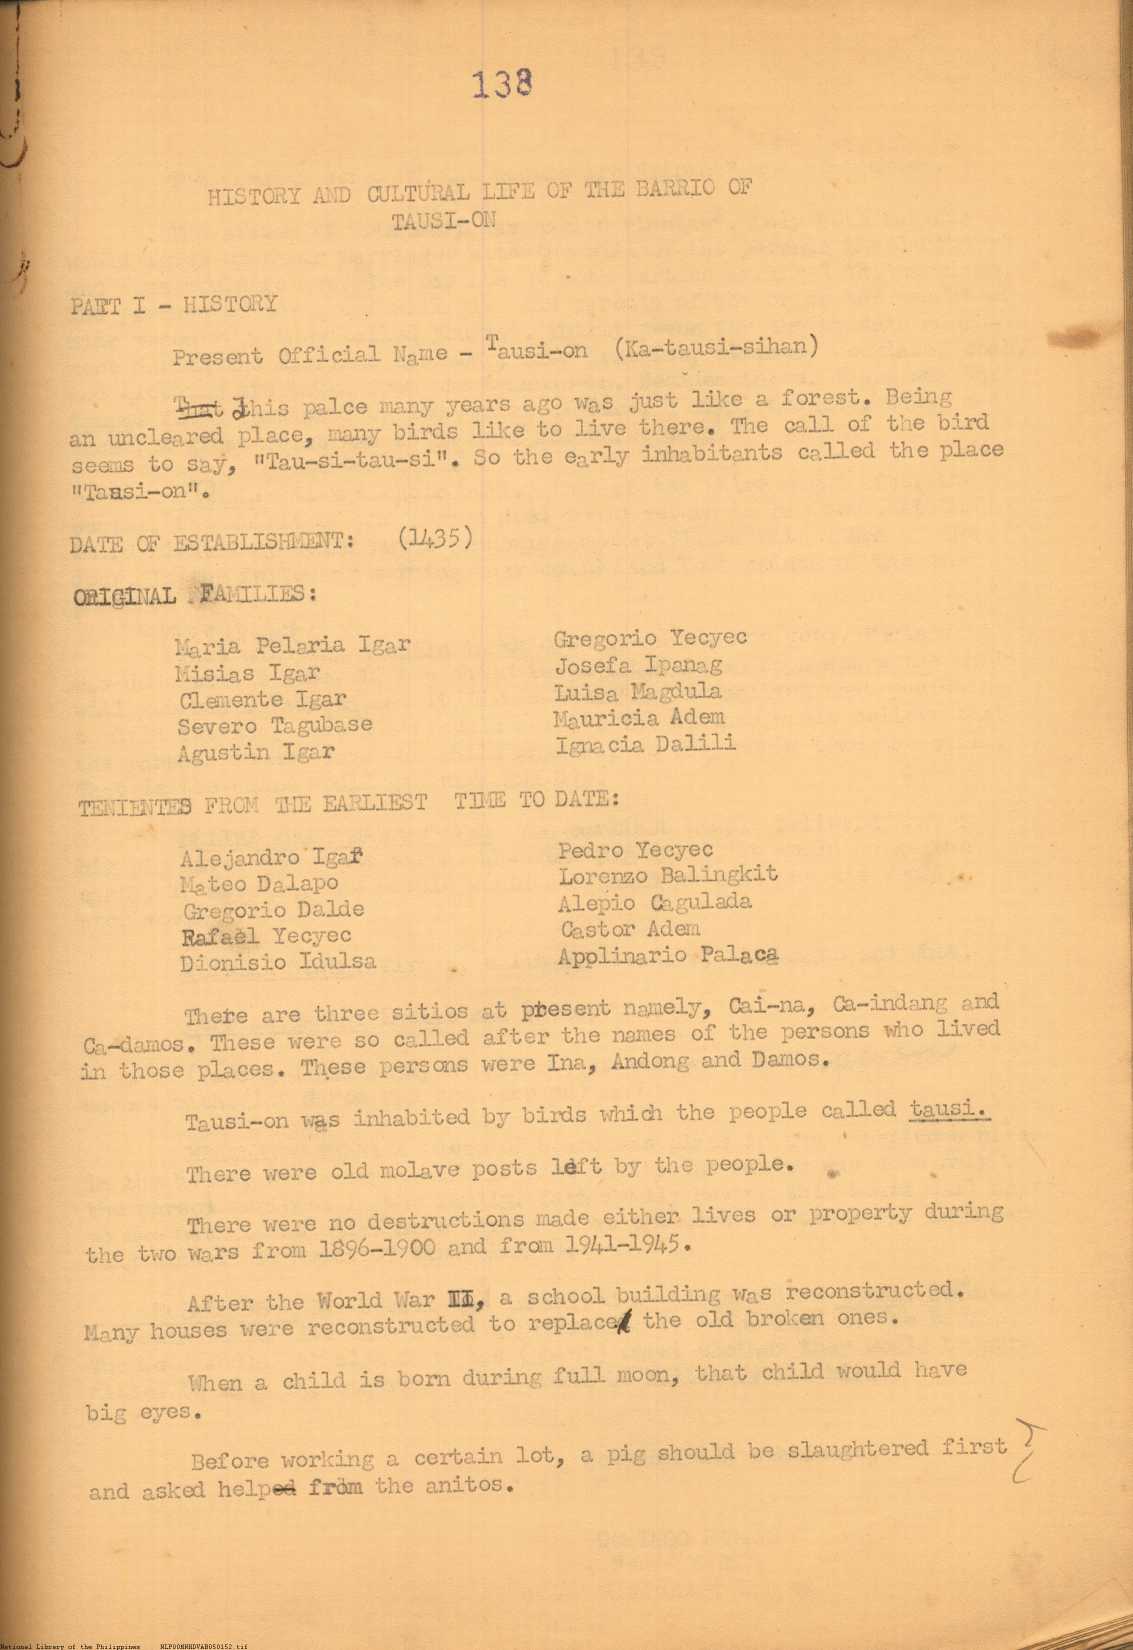 138
HISTORY AND CULTURAL LIFE OF THE BARRIO OF
TAUSI-ON
PART I - HISTORY
Present Official Name - Tausi-on (Ka-tausi-sihan)
That this palce many years ago was just like a forest. Being
an uncleared place, many birds like to live there. The call of the bird
seems to say, "Tau-si-tau-si". So the early inhabitants called the place
"Tausi-on".
DATE OF ESTABLISHMENT: (1435)
ORIGINAL FAMILIES:
Maria Pelaria Igar Gregorio Yecyec
Misias Igar Josefa Ipanag
Clemente Igar Luisa Magdula
Severo Tagubase Mauricia Adem
Agustin Igar Ignacia Dalili
TENIENTES FROM THE EARLIEST TIME TO DATE:
Alejandro Igar Pedro Yecyec
Mateo Dalapo Lorenzo Balingkit
Gregorio Dalde Alepio Cagulada
Rafael Yecyec Castor Adem
Dionisio Idulsa Applinario Palaca
There are three sitios at present namely, Cai-na, Ca-indang and
Ca-damos. These were so called after the names of the persons who lived
in those places. These persons were Ina, Andong and Damos.
Tausi-on was inhabited by birds which the people called tausi.
There were old molave posts left by the people.
There were no destructions made either lives or property during
the two wars from 1896-1900 and from 1941-1945.
After the World War II, a school building was reconstructed.
Many houses were reconstructed to replace the old broken ones.
When a child is born during full moon, that child would have
big eyes.
Before working a certain lot, a pig should be slaughtered first
and asked helped from the anitos.
National Library of the Philippines NLPOOMNHDVAB050152.tif